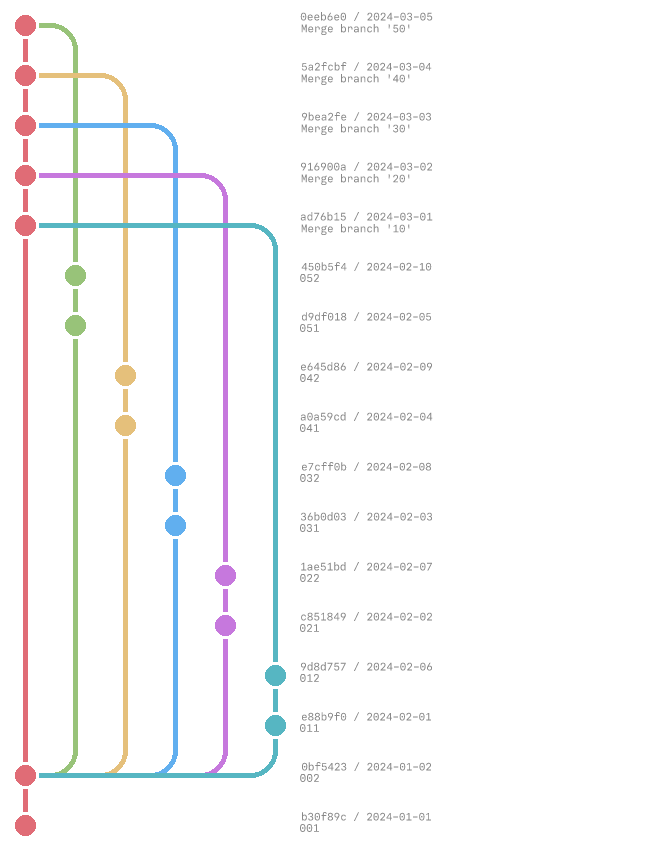 0eeb6e0 / 2024-03-05
Merge branch '50'
5a2fcbf / 2024-03-04
Merge branch '40'
9bea2fe / 2024-03-03
Merge branch '30'
916900a / 2024-03-02
Merge branch '20'
ad76b15 / 2024-03-01
Merge branch '10'
450b5f4 / 2024-02-10
052
d9df018 / 2024-02-05
051
e645d86 / 2024-02-09
042
a0a59cd / 2024-02-04
041
e7cff0b / 2024-02-08
032
36b0d03 / 2024-02-03
031
1ae51bd / 2024-02-07
022
c851849 / 2024-02-02
021
9d8d757 / 2024-02-06
012
e88b9f0 / 2024-02-01
011
0bf5423 / 2024-01-02
002
b30f89c / 2024-01-01
001